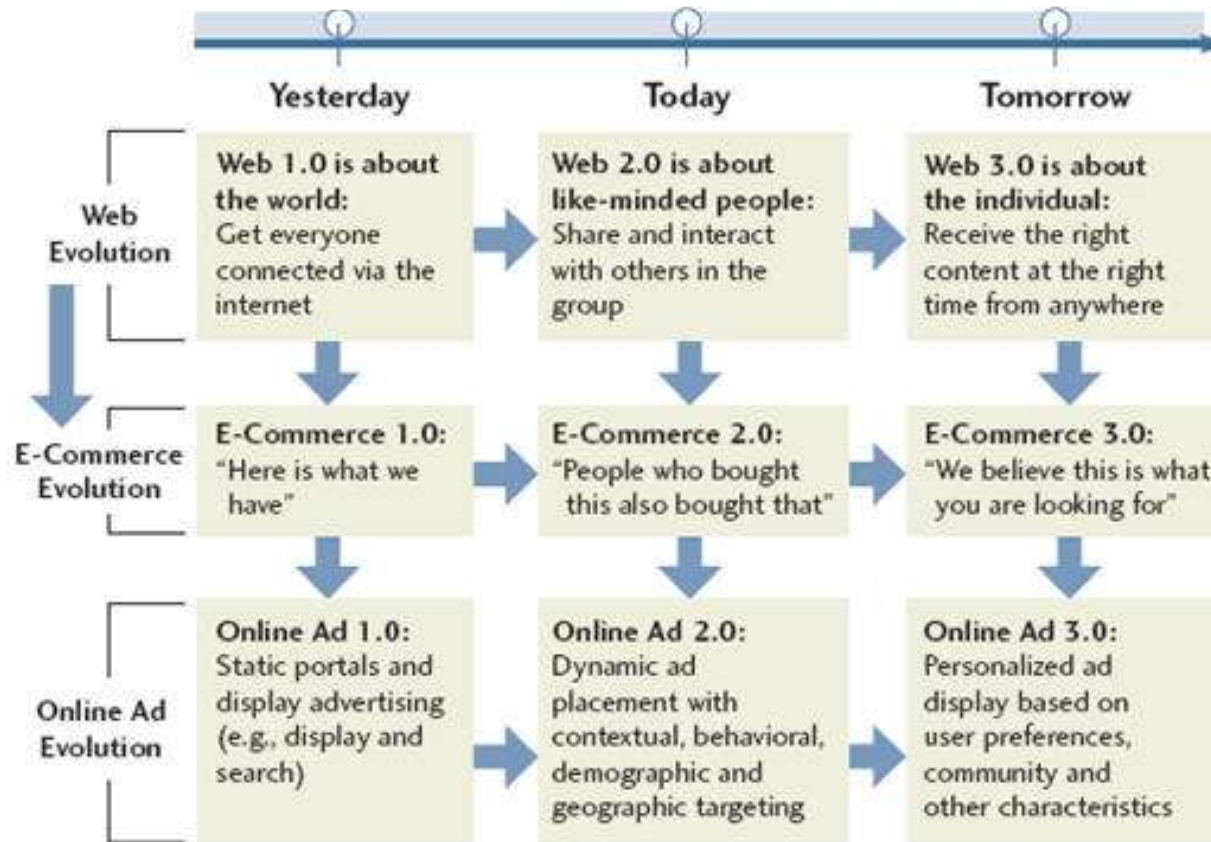 Yesterday
Today
Tomorrow
Web
Evolution
Web 1.0 is about
the world:
Get everyone
connected via the
internet
Web 2.0 is about
like-minded people:
Share and interact
with others in the
group
Web 3.0 is about
the individual:
Receive the right
content at the right
time from anywhere
E-Commerce
Evolution
E-Commerce 1.0:
“Here is what we
have”
E-Commerce 2.0:
“People who bought
this also bought that”
E-Commerce 3.0:
“We believe this is what
you are looking for”
Online Ad
Evolution
Online Ad 1.0:
Static portals and
display advertising
(e.g., display and
search)
Online Ad 2.0:
Dynamic ad
placement with
contextual, behavioral,
demographic and
geographic targeting
Online Ad 3.0:
Personalized ad
display based on
user preferences,
community and
other characteristics